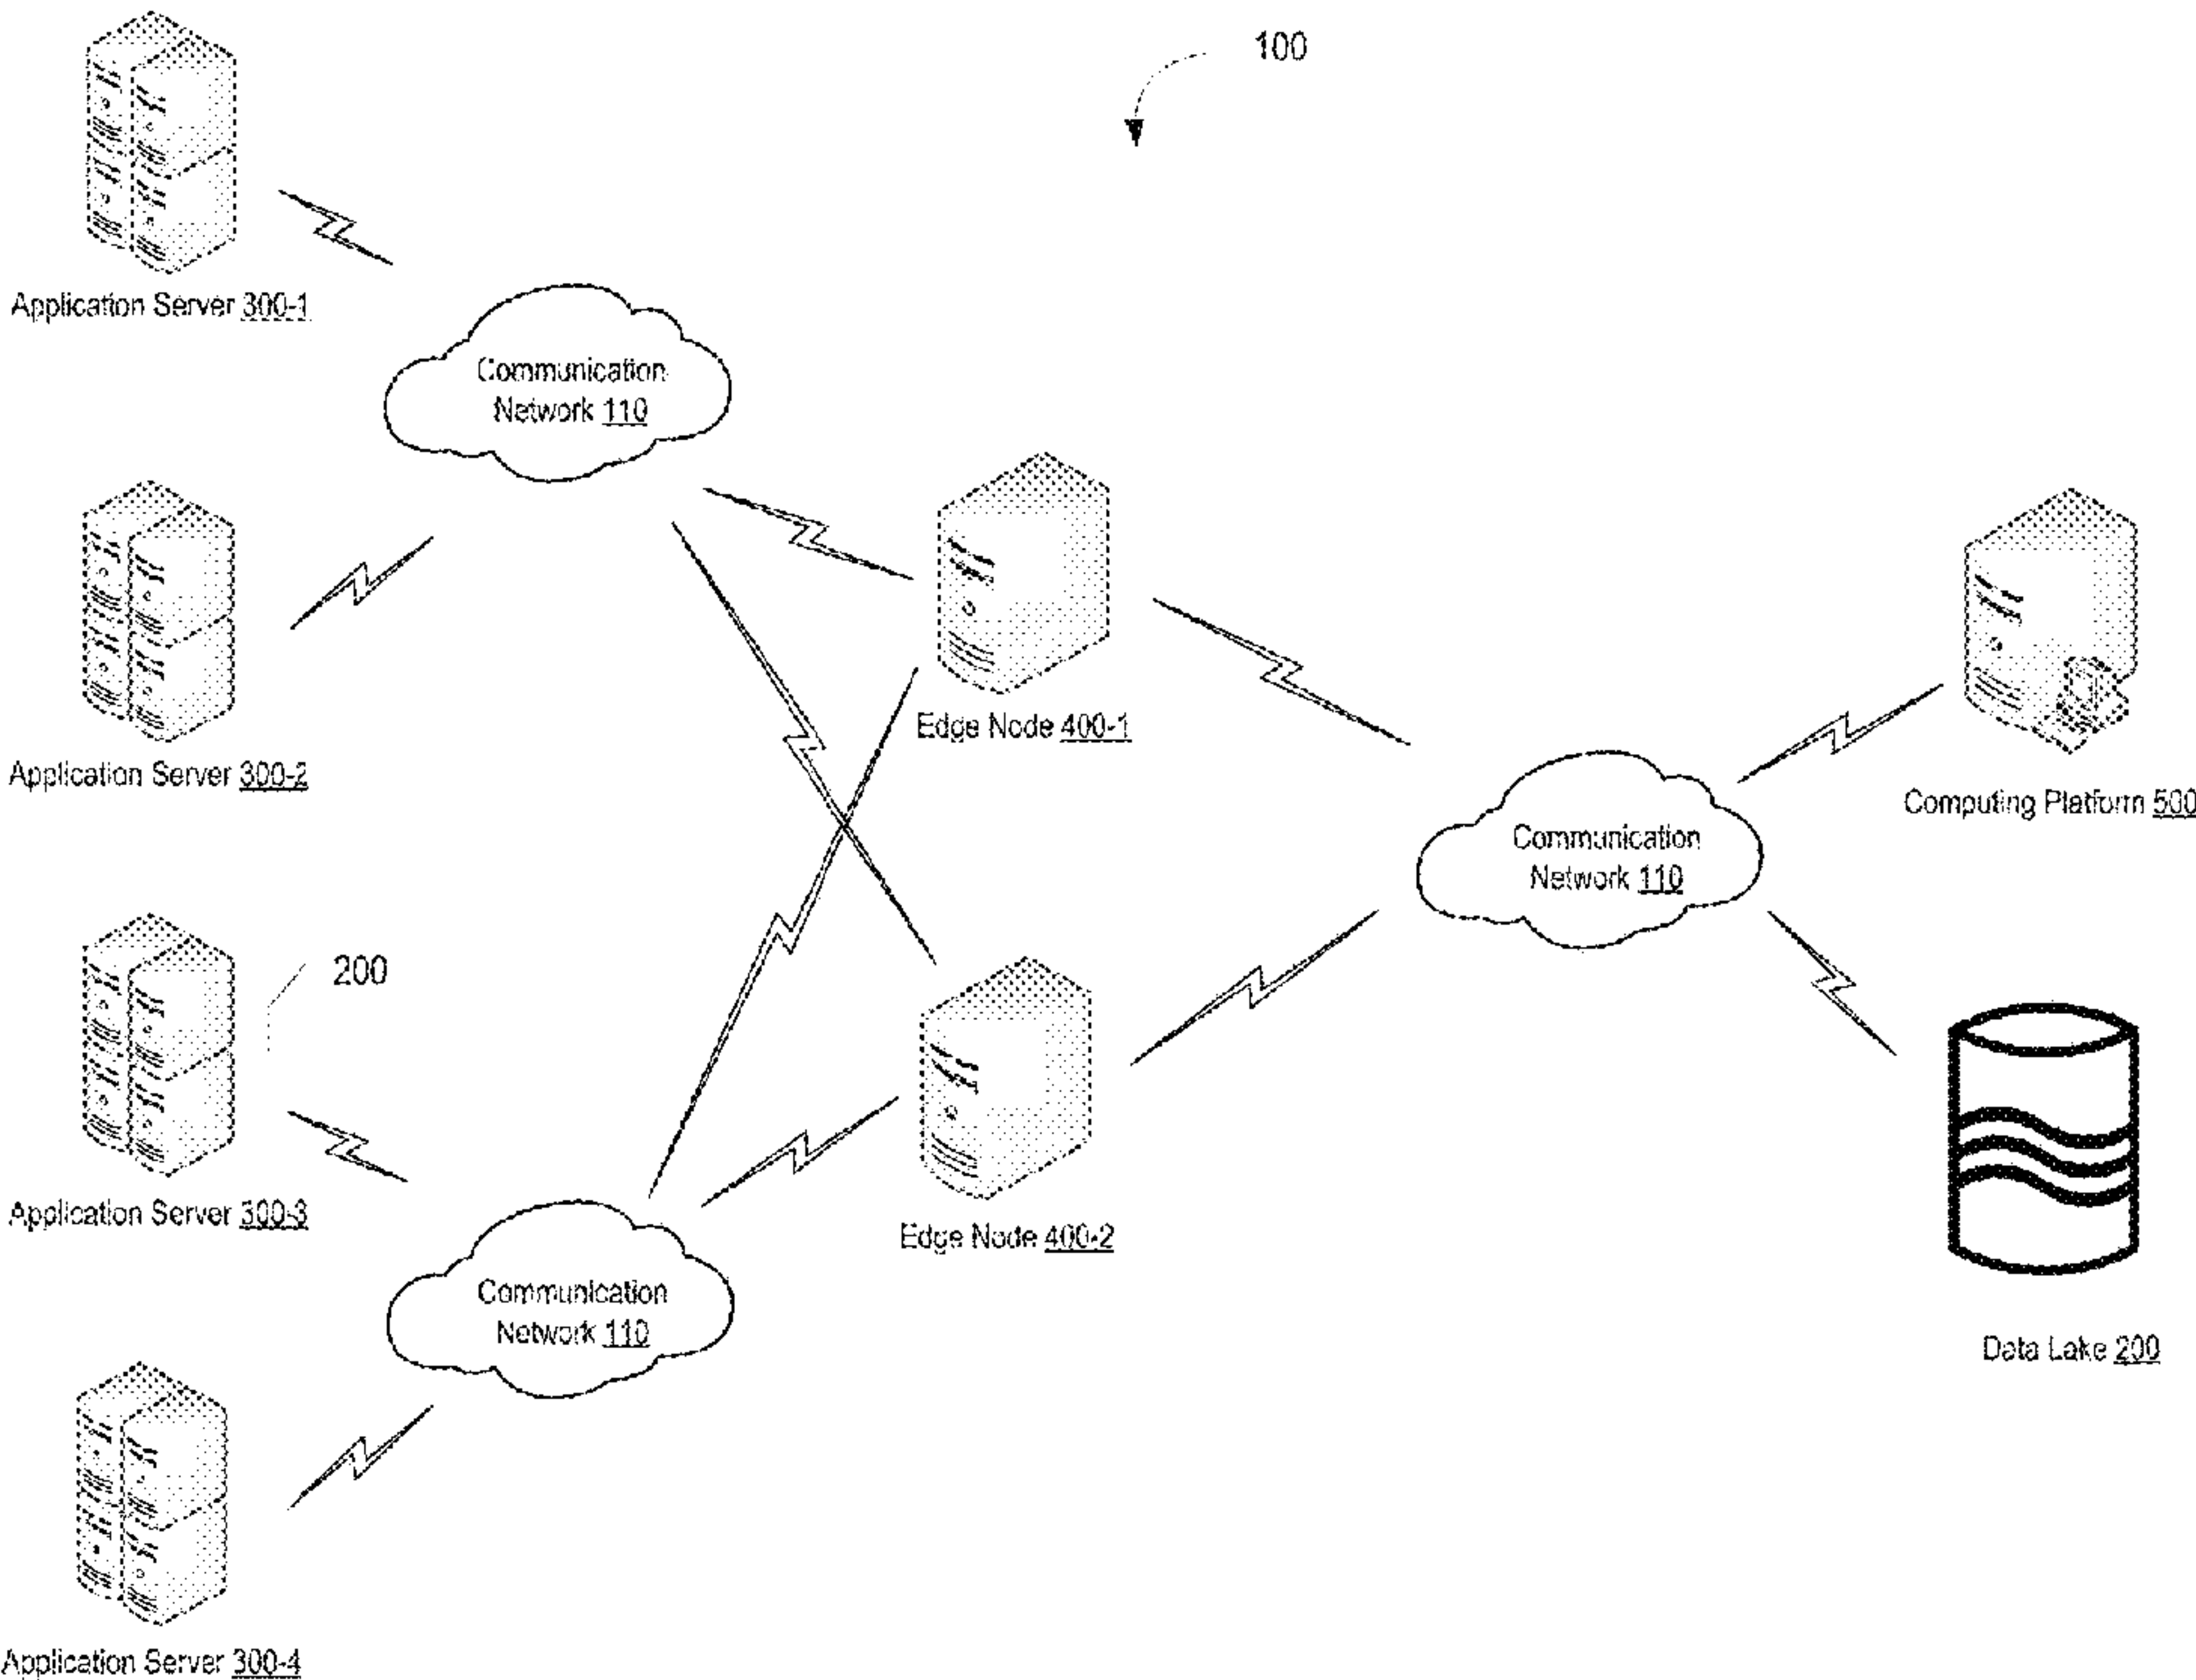 100
Application Server 300-1
Communication
Network 110
Application Server 300-2
Edge Node 400-1
Computing Platform 500
Communication
Network 110
200
Application Server 300-3
Edge Node 400-2
Communication
Network 110
Data Lake 200
Application Server 300-4